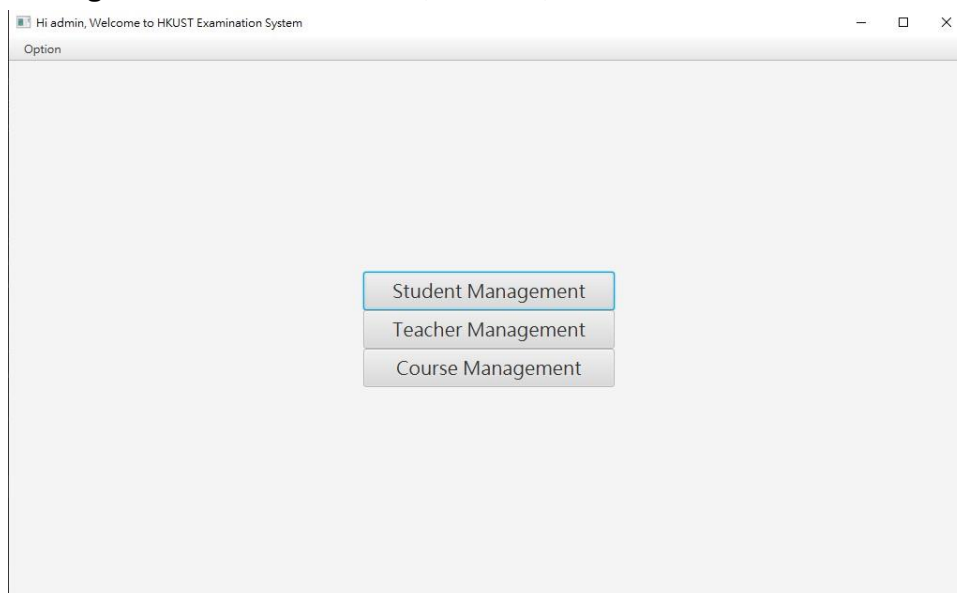 Hi admin, Welcome to HKUST Examination System
Option
Student Management
Teacher Management
Course Management